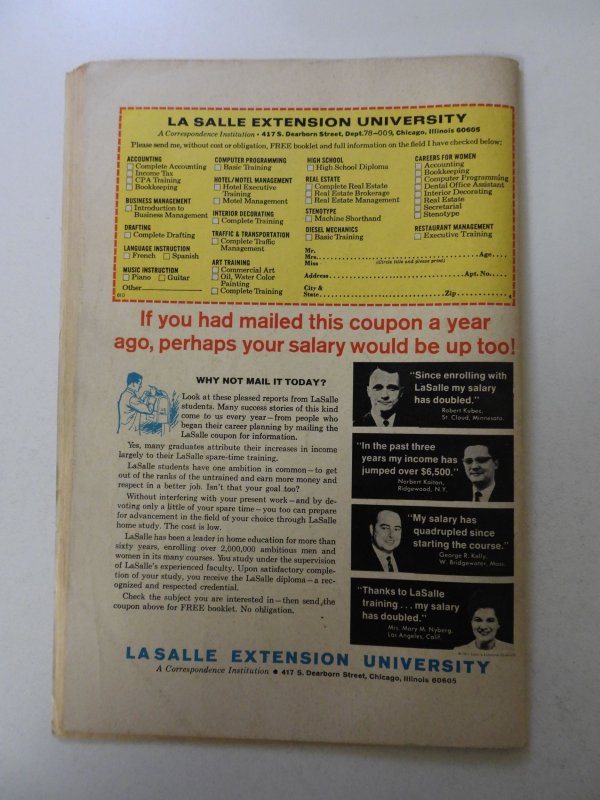 LA SALLE EXTENSION UNIVERSITY
A Correspondence Institution • 417 S. Dearborn Street, Dept. 78-009, Chicago, Illinois 60605
Please send me, without cost or obligation, FREE booklet and full information on the field I have checked below;
ACCOUNTING
Complete Accounting
Income Tax
CPA Training
Bookkeeping
BUSINESS MANAGEMENT
Introduction to
Business Management
DRAFTING
Complete Drafting
LANGUAGE INSTRUCTION
French Spanish
MUSIC INSTRUCTION
Piano Guitar
Other
610
COMPUTER PROGRAMMING
Basic Training
HOTEL/MOTEL MANAGEMENT
Hotel Executive
Training
Motel Management
INTERIOR DECORATING
Complete Training
TRAFFIC & TRANSPORTATION
Complete Traffic
Management
ART TRAINING
Commercial Art
Oil, Water Color
Painting
Complete Training
HIGH SCHOOL
High School Diploma
REAL ESTATE
Complete Real Estate
Real Estate Brokerage
Real Estate Management
STENOTYPE
Machine Shorthand
DIESEL MECHANICS
Basic Training
CAREERS FOR WOMEN
Accounting
Bookkeeping
Computer Programming
Dental Office Assistant
Interior Decorating
Real Estate
Secretarial
Stenotype
RESTAURANT MANAGEMENT
Executive Training
Mr.
Mrs. Age
Miss (Circle title and please print)
Address Apt. No.
City &
State Zip
If you had mailed this coupon a year
ago, perhaps your salary would be up too!
WHY NOT MAIL IT TODAY?
Look at these pleased reports from LaSalle
students. Many success stories of this kind
come to us every year—from people who
began their career planning by mailing the
LaSalle coupon for information.
Yes, many graduates attribute their increases in income
largely to their LaSalle spare-time training.
LaSalle students have one ambition in common—to get
out of the ranks of the untrained and earn more money and
respect in a better job. Isn't that your goal too?
Without interfering with your present work—and by de-
voting only a little of your spare time—you too can prepare
for advancement in the field of your choice through LaSalle
home study. The cost is low.
LaSalle has been a leader in home education for more than
sixty years, enrolling over 2,000,000 ambitious men and
women in its many courses. You study under the supervision
of LaSalle's experienced faculty. Upon satisfactory comple-
tion of your study, you receive the LaSalle diploma—a rec-
ognized and respected credential.
Check the subject you are interested in—then send the
coupon above for FREE booklet. No obligation.
"Since enrolling with
LaSalle my salary
has doubled."
Robert Kubec,
St. Cloud, Minnesota.
"In the past three
years my income has
jumped over $6,500."
Norbert Kaiton,
Ridgewood, N.Y.
"My salary has
quadrupled since
starting the course."
George R. Kelly,
W. Bridgewater, Mass.
"Thanks to LaSalle
training . . . my salary
has doubled."
Mrs. Mary M. Nyberg,
Los Angeles, Calif.
LASALLE EXTENSION UNIVERSITY
A Correspondence Institution • 417 S. Dearborn Street, Chicago, Illinois 60605